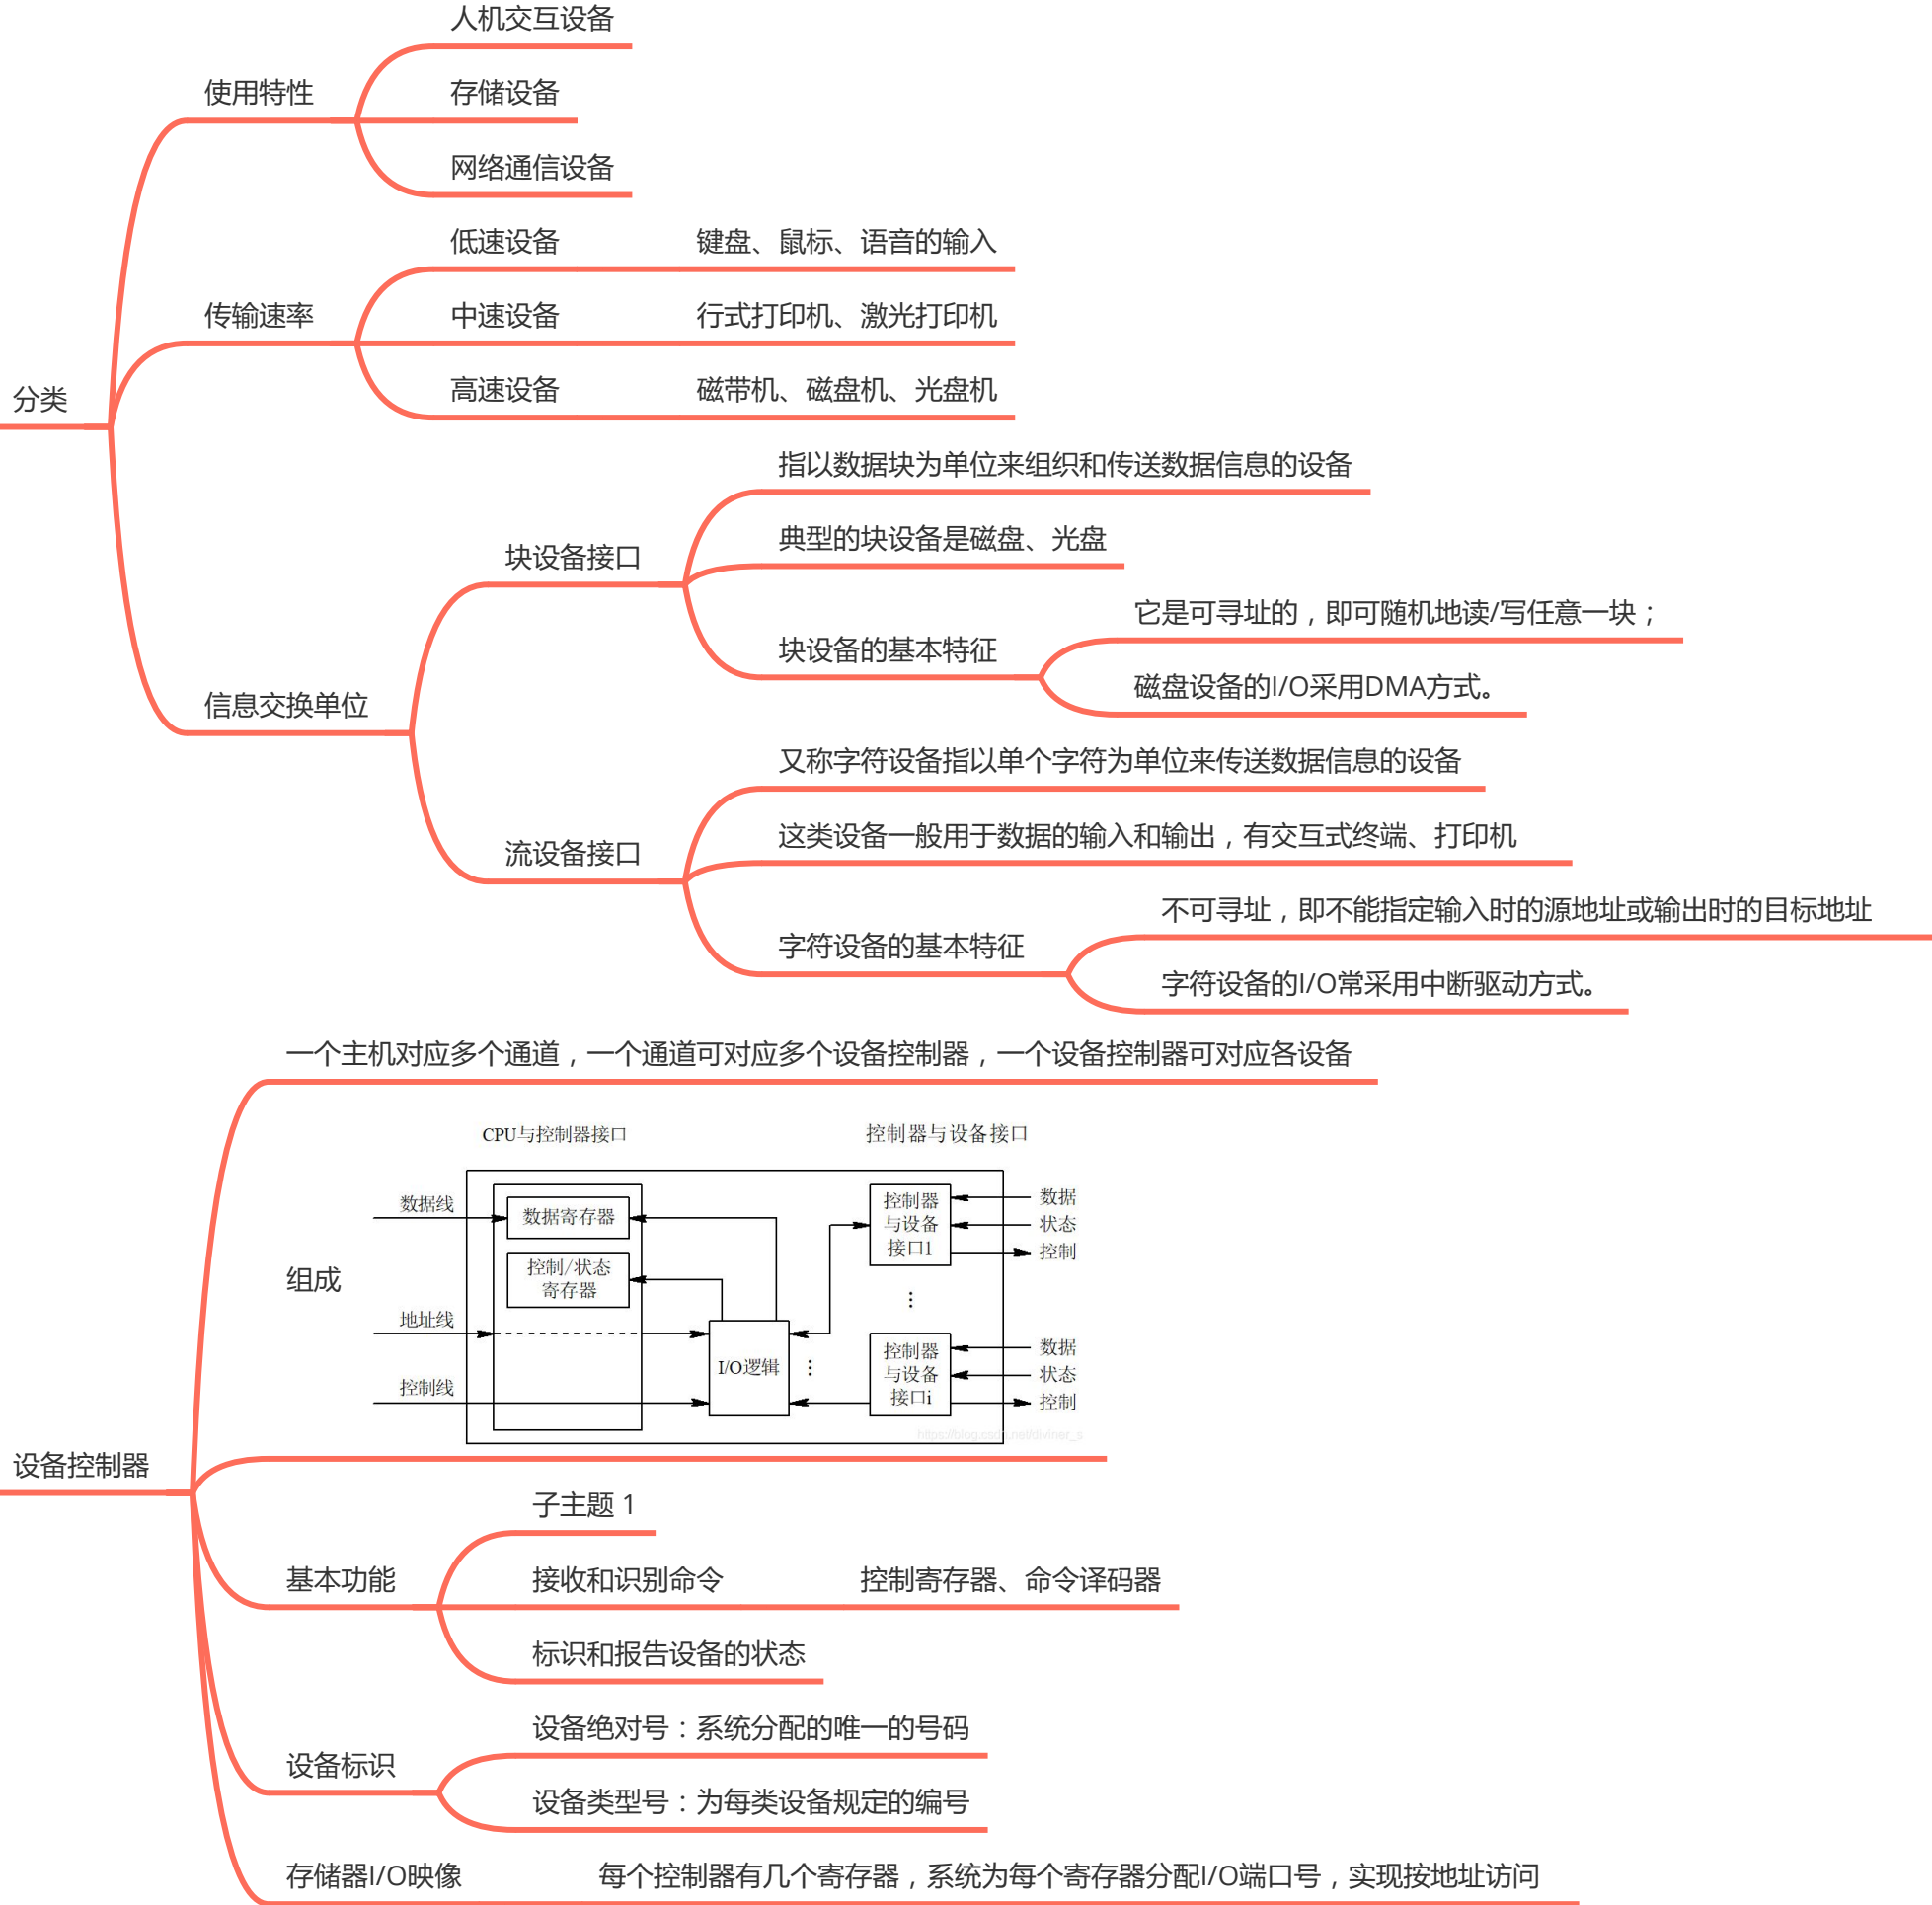 人机交互设备
使用特性
存储设备
网络通信设备
低速设备 键盘、鼠标、语音的输入
传输速率
中速设备 行式打印机、激光打印机
高速设备 磁带机、磁盘机、光盘机
分类
指以数据块为单位来组织和传送数据信息的设备
块设备接口
典型的块设备是磁盘、光盘
块设备的基本特征
它是可寻址的，即可随机地读/写任意一块；
磁盘设备的I/O采用DMA方式。
信息交换单位
又称字符设备指以单个字符为单位来传送数据信息的设备
流设备接口
这类设备一般用于数据的输入和输出，有交互式终端、打印机
字符设备的基本特征
不可寻址，即不能指定输入时的源地址或输出时的目标地址
字符设备的I/O常采用中断驱动方式。
一个主机对应多个通道，一个通道可对应多个设备控制器，一个设备控制器可对应各设备
组成
CPU与控制器接口
控制器与设备接口
数据线
数据寄存器
控制/状态
寄存器
地址线
控制线
I/O逻辑
⋮
控制器
与设备
接口1
数据
状态
控制
⋮
控制器
与设备
接口i
数据
状态
控制
https://blog.csdn.net/diviner_s
设备控制器
子主题 1
基本功能
接收和识别命令 控制寄存器、命令译码器
标识和报告设备的状态
设备标识
设备绝对号：系统分配的唯一的号码
设备类型号：为每类设备规定的编号
存储器I/O映像 每个控制器有几个寄存器，系统为每个寄存器分配I/O端口号，实现按地址访问